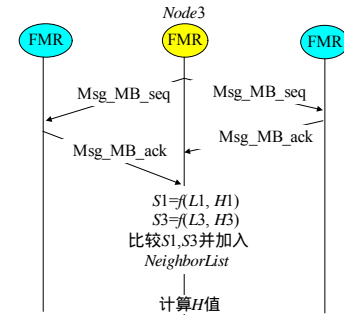 Node3
FMR FMR FMR
Msg_MB_seq Msg_MB_seq
Msg_MB_ack
Msg_MB_ack
S1=f(L1, H1)
S3=f(L3, H3)
比较S1,S3并加入
NeighborList
计算H值